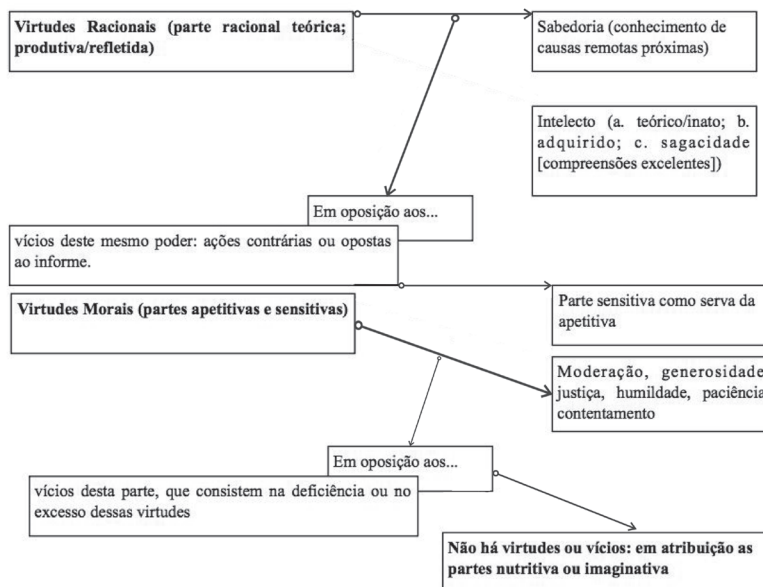 Virtudes Racionais (parte racional teórica;
produtiva/refletida)
Sabedoria (conhecimento de
causas remotas próximas)
Intelecto (a. teórico/inato; b.
adquirido; c. sagacidade
[compreensões excelentes])
Em oposição aos...
vícios deste mesmo poder: ações contrárias ou opostas
ao informe.
Virtudes Morais (partes apetitivas e sensitivas)
Parte sensitiva como serva da
apetitiva
Moderação, generosidade
justiça, humildade, paciência
contentamento
Em oposição aos...
vícios desta parte, que consistem na deficiência ou no
excesso dessas virtudes
Não há virtudes ou vícios: em atribuição as
partes nutritiva ou imaginativa